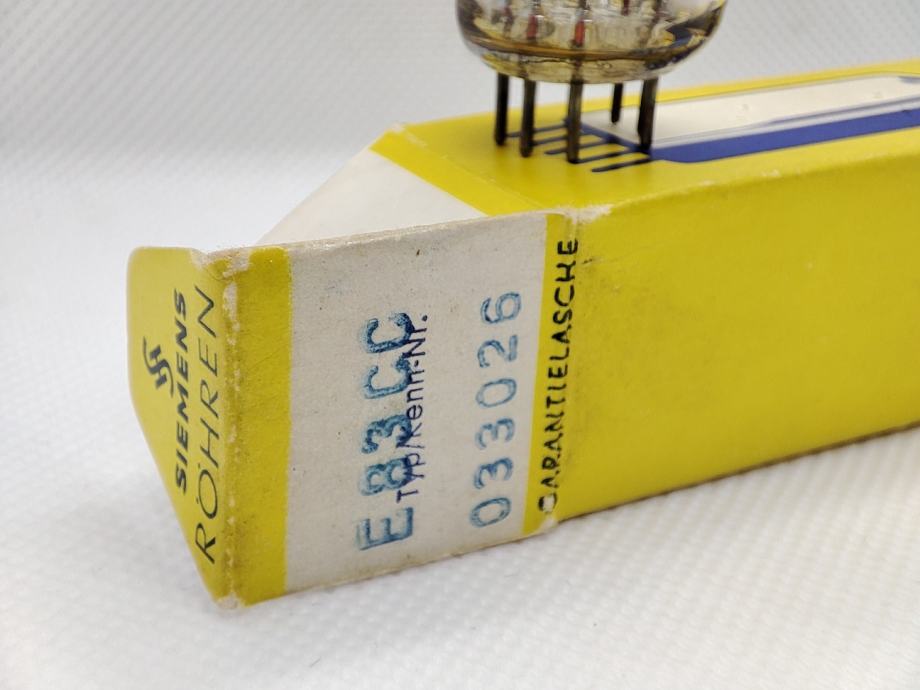 SIEMENS
RÖHREN
E83CC
Typ/Kenn-Nr.
033026
GARANTIELASCHE